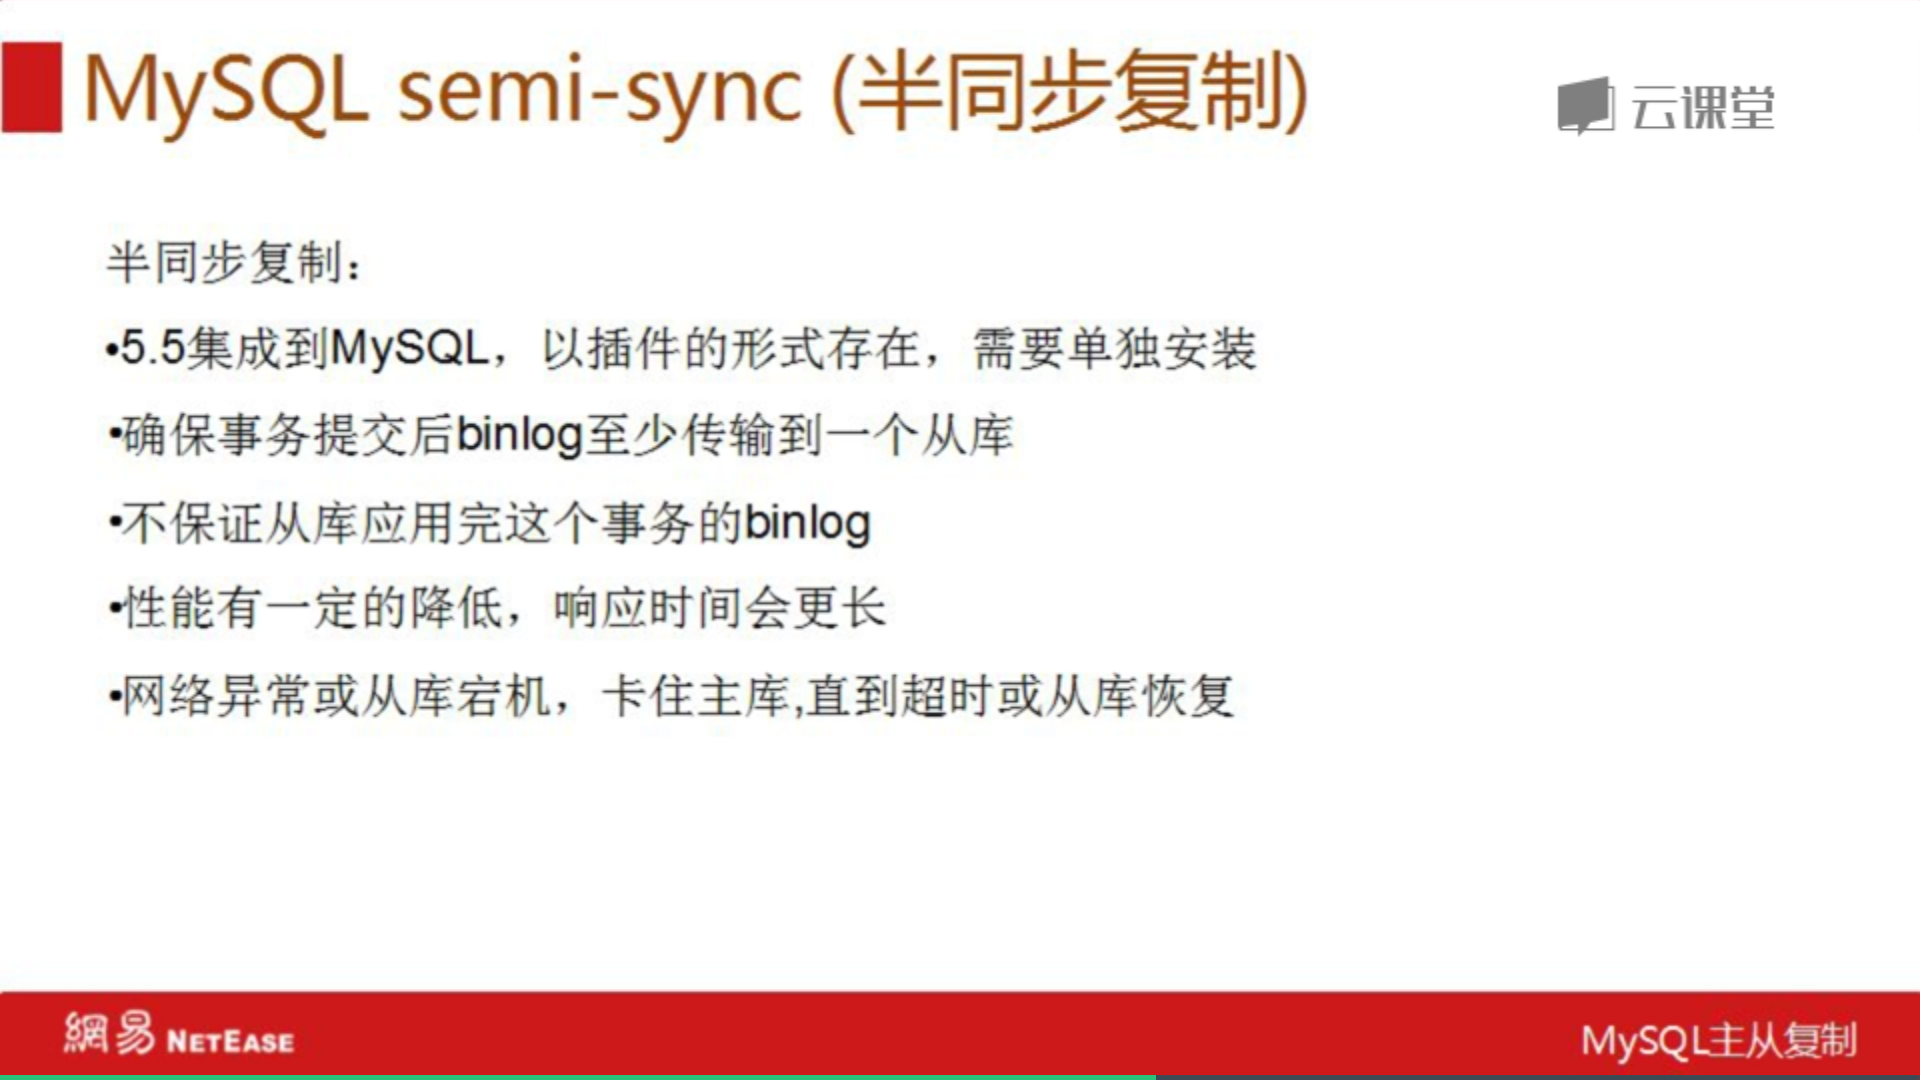 MySQL semi-sync (半同步复制)
云课堂
半同步复制：
•5.5集成到MySQL，以插件的形式存在，需要单独安装
•确保事务提交后binlog至少传输到一个从库
•不保证从库应用完这个事务的binlog
•性能有一定的降低，响应时间会更长
•网络异常或从库宕机，卡住主库,直到超时或从库恢复
網易 NETEASE
MySQL主从复制